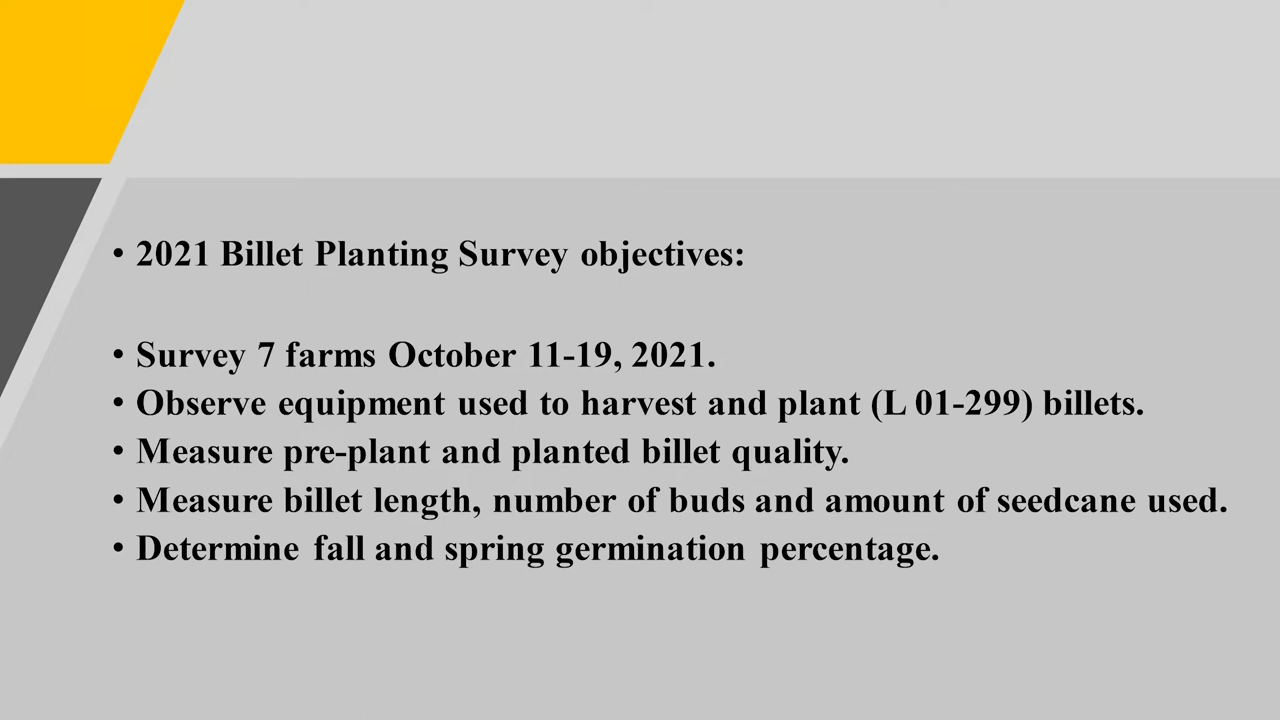 • 2021 Billet Planting Survey objectives:
• Survey 7 farms October 11-19, 2021.
• Observe equipment used to harvest and plant (L 01-299) billets.
• Measure pre-plant and planted billet quality.
• Measure billet length, number of buds and amount of seedcane used.
• Determine fall and spring germination percentage.